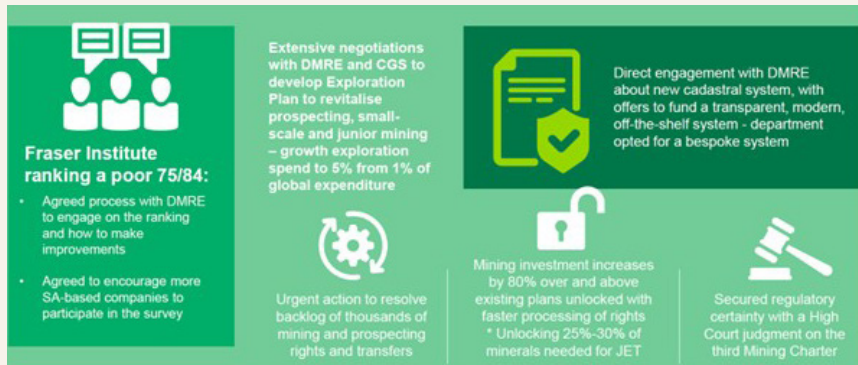 Fraser Institute
ranking a poor 75/84:
• Agreed process with DMRE
to engage on the ranking
and how to make
improvements
• Agreed to encourage more
SA-based companies to
participate in the survey
Extensive negotiations
with DMRE and CGS to
develop Exploration
Plan to revitalise
prospecting, small-
scale and junior mining
– growth exploration
spend to 5% from 1% of
global expenditure
Direct engagement with DMRE
about new cadastral system, with
offers to fund a transparent, modern,
off-the-shelf system - department
opted for a bespoke system
Urgent action to resolve
backlog of thousands of
mining and prospecting
rights and transfers
Mining investment increases
by 80% over and above
existing plans unlocked with
faster processing of rights
* Unlocking 25%-30% of
minerals needed for JET
Secured regulatory
certainty with a High
Court judgment on
the third Mining Charter